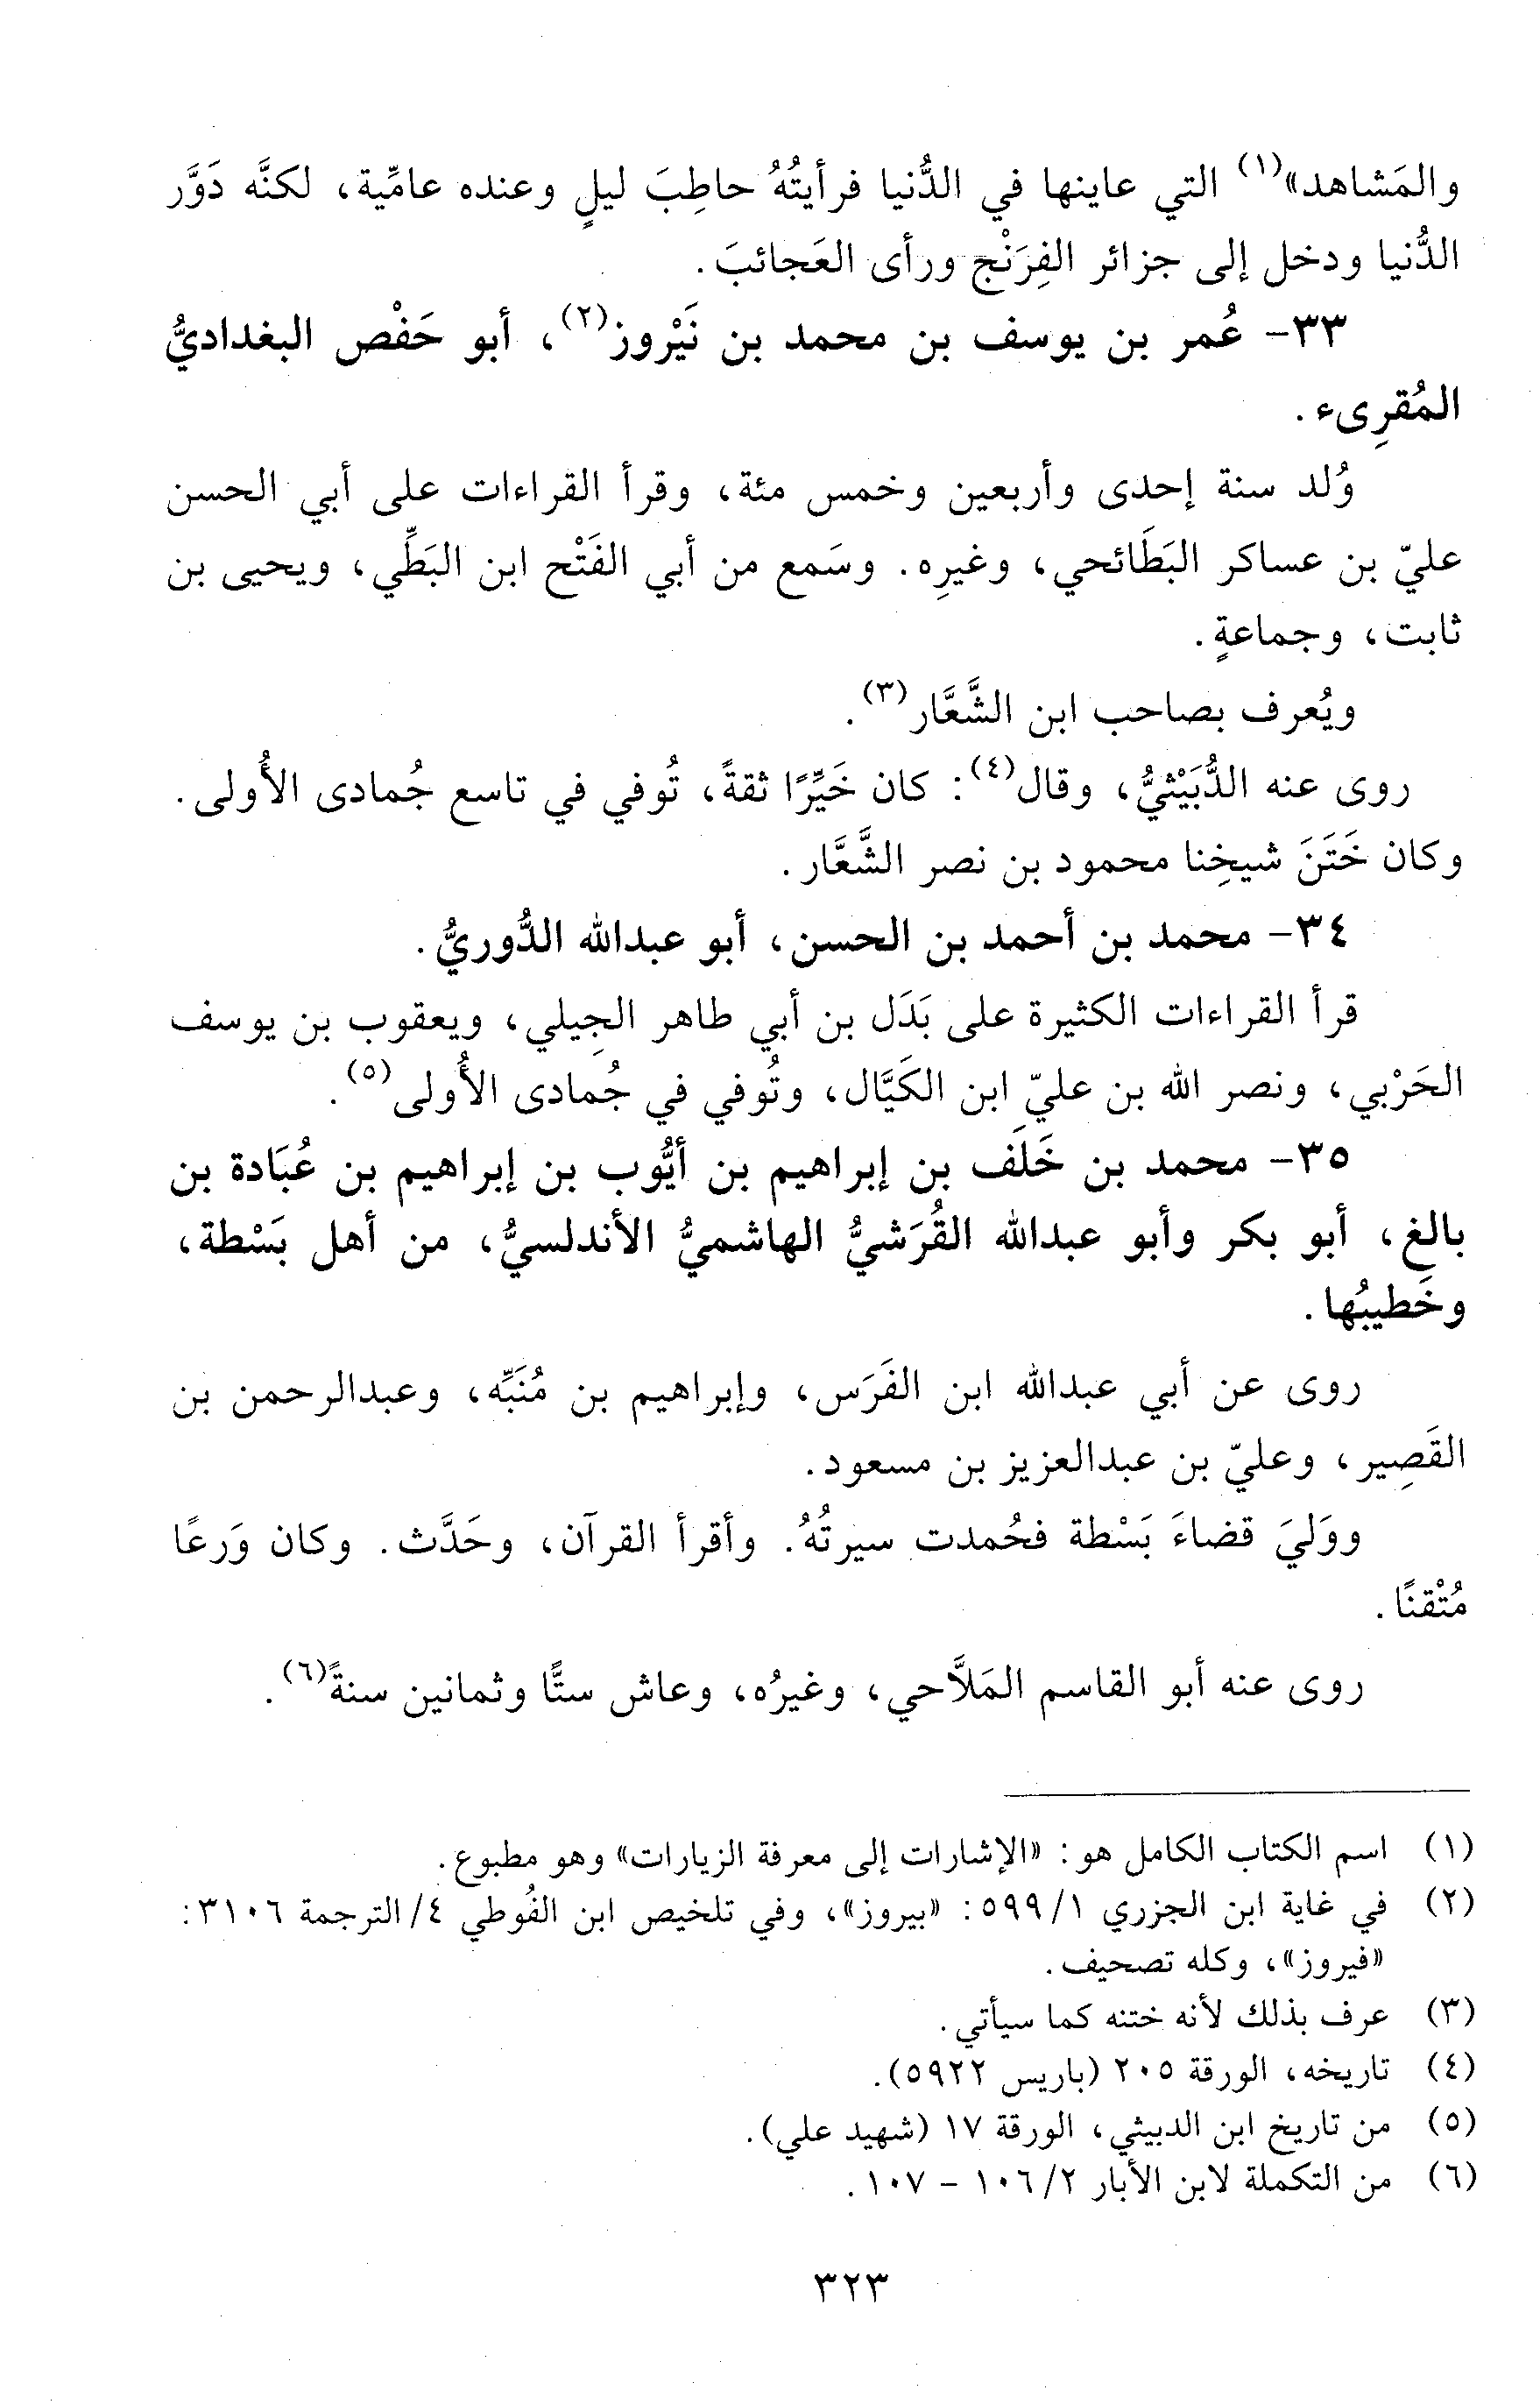 والمَشاهد»(١) التي عاينها في الدُّنيا فرأيتُهُ حاطِبَ ليلٍ وعنده عامِّية، لكنَّه دَوَّر
الدُّنيا ودخل إلى جزائر الفِرَنْج ورأى العَجائبَ.
٣٣- عُمر بن يوسف بن محمد بن نَيْروز(٢)، أبو حَفْص البغداديُّ
المُقرِىء.
وُلد سنة إحدى وأربعين وخمس مئة، وقرأ القراءات على أبي الحسن
عليّ بن عساكر البَطَائحي، وغيرِه. وسَمع من أبي الفَتْح ابن البَطِّي، ويحيى بن
ثابت، وجماعةٍ.
ويُعرف بصاحب ابن الشَّعَّار(٣).
روى عنه الدُّبَيْثيُّ، وقال(٤): كان خَيِّرًا ثقةً، تُوفي في تاسع جُمادى الأُولى.
وكان خَتَنَ شيخِنا محمود بن نصر الشَّعَّار.
٣٤- محمد بن أحمد بن الحسن، أبو عبدالله الدُّوريُّ.
قرأ القراءات الكثيرة على بَدَل بن أبي طاهر الجِيلي، ويعقوب بن يوسف
الحَرْبي، ونصر الله بن عليّ ابن الكَيَّال، وتُوفي في جُمادى الأُولى(٥).
٣٥- محمد بن خَلَف بن إبراهيم بن أيُّوب بن إبراهيم بن عُبَادة بن
بالغ، أبو بكر وأبو عبدالله القُرَشيُّ الهاشميُّ الأندلسيُّ، من أهل بَسْطة،
وخَطيبُها.
روى عن أبي عبدالله ابن الفَرَس، وإبراهيم بن مُنَبِّه، وعبدالرحمن بن
القَصِير، وعليّ بن عبدالعزيز بن مسعود.
ووَليَ قضاءَ بَسْطة فحُمدت سيرتُهُ. وأقرأ القرآن، وحَدَّث. وكان وَرعًا
مُتْقنًا.
روى عنه أبو القاسم المَلاَّحي، وغيرُه، وعاش ستًّا وثمانين سنةً(٦).
(١) اسم الكتاب الكامل هو: «الإشارات إلى معرفة الزيارات» وهو مطبوع.
(٢) في غاية ابن الجزري ١/ ٥٩٩: «بيروز»، وفي تلخيص ابن الفُوطي ٤/ الترجمة ٣١٠٦:
«فيروز»، وكله تصحيف.
(٣) عرف بذلك لأنه ختنه كما سيأتي.
(٤) تاريخه، الورقة ٢٠٥ (باريس ٥٩٢٢).
(٥) من تاريخ ابن الدبيثي، الورقة ١٧ (شهيد علي).
(٦) من التكملة لابن الأبار ٢/ ١٠٦ - ١٠٧.
٣٢٣